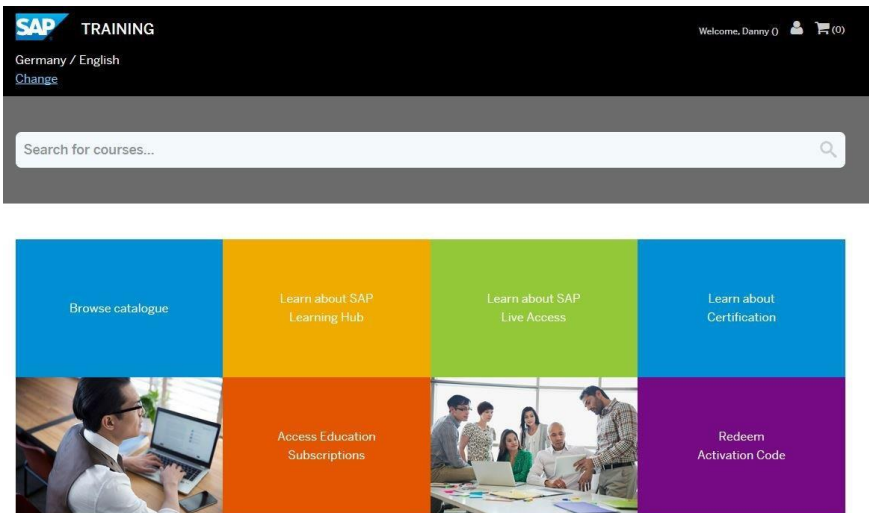 SAP TRAINING
Welcome, Danny () (0)
Germany / English
Change
Search for courses...
Browse catalogue
Learn about SAP
Learning Hub
Learn about SAP
Live Access
Learn about
Certification
Access Education
Subscriptions
Redeem
Activation Code